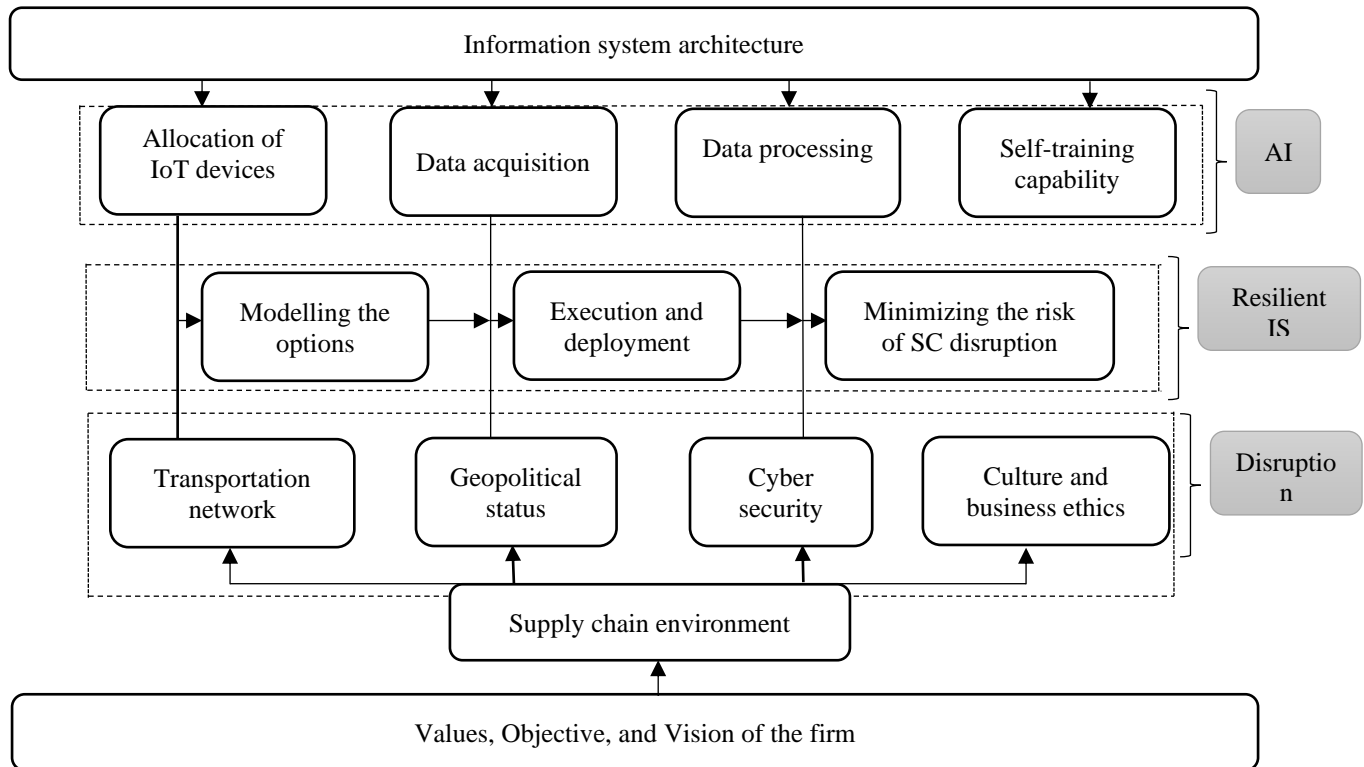 Information system architecture
Allocation of
IoT devices
Data acquisition
Data processing
Self-training
capability
AI
Modelling the
options
Execution and
deployment
Minimizing the risk
of SC disruption
Resilient
IS
Transportation
network
Geopolitical
status
Cyber
security
Culture and
business ethics
Disruptio
n
Supply chain environment
Values, Objective, and Vision of the firm